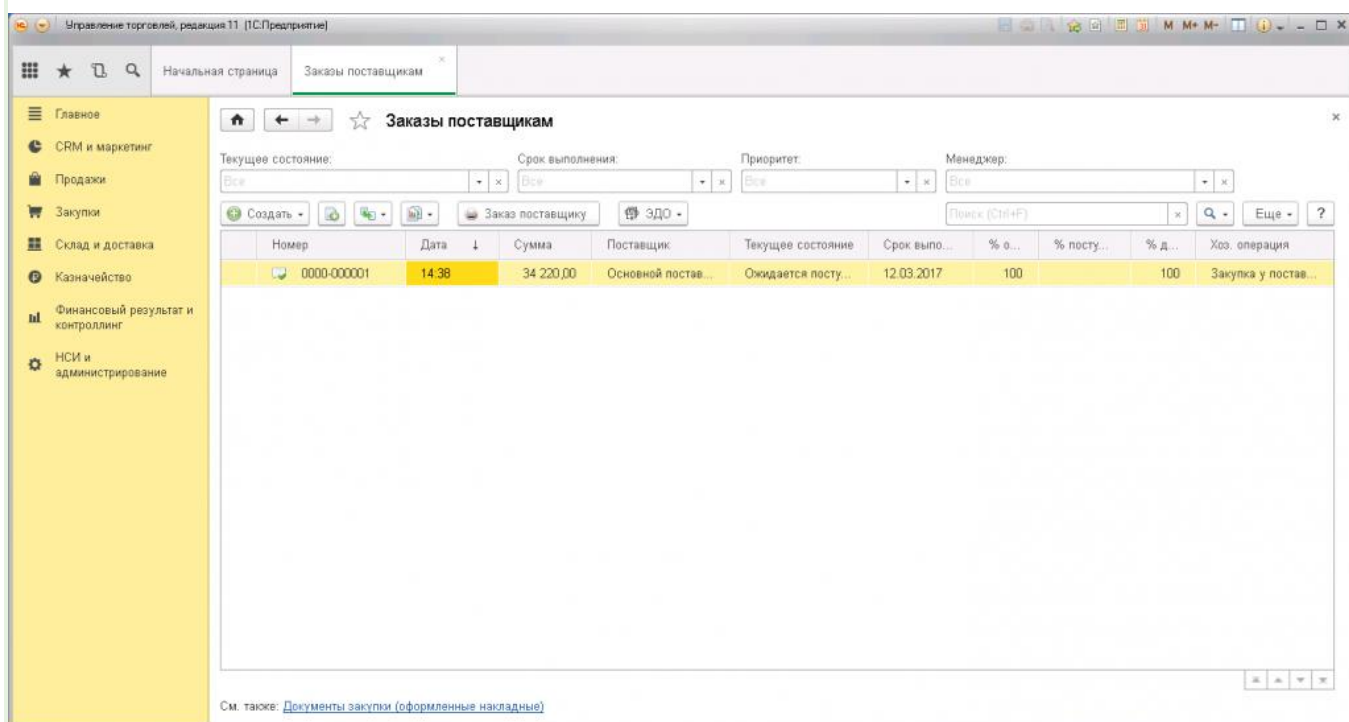 Управление торговлей, редакция 11 (1С:Предприятие)
M M+ M-
Начальная страница
Заказы поставщикам
Главное
CRM и маркетинг
Продажи
Закупки
Склад и доставка
Казначейство
Финансовый результат и
контроллинг
НСИ и
администрирование
Заказы поставщикам
Текущее состояние: Срок выполнения: Приоритет: Менеджер:
Все Все Все Все
Создать Заказ поставщику ЭДО Поиск (Ctrl+F) Еще ?
Номер Дата ↓ Сумма Поставщик Текущее состояние Срок выпо... % о... % посту... % д... Хоз. операция
0000-000001 14:38 34 220,00 Основной постав... Ожидается посту... 12.03.2017 100 100 Закупка у постав...
См. также: Документы закупки (оформленные накладные)